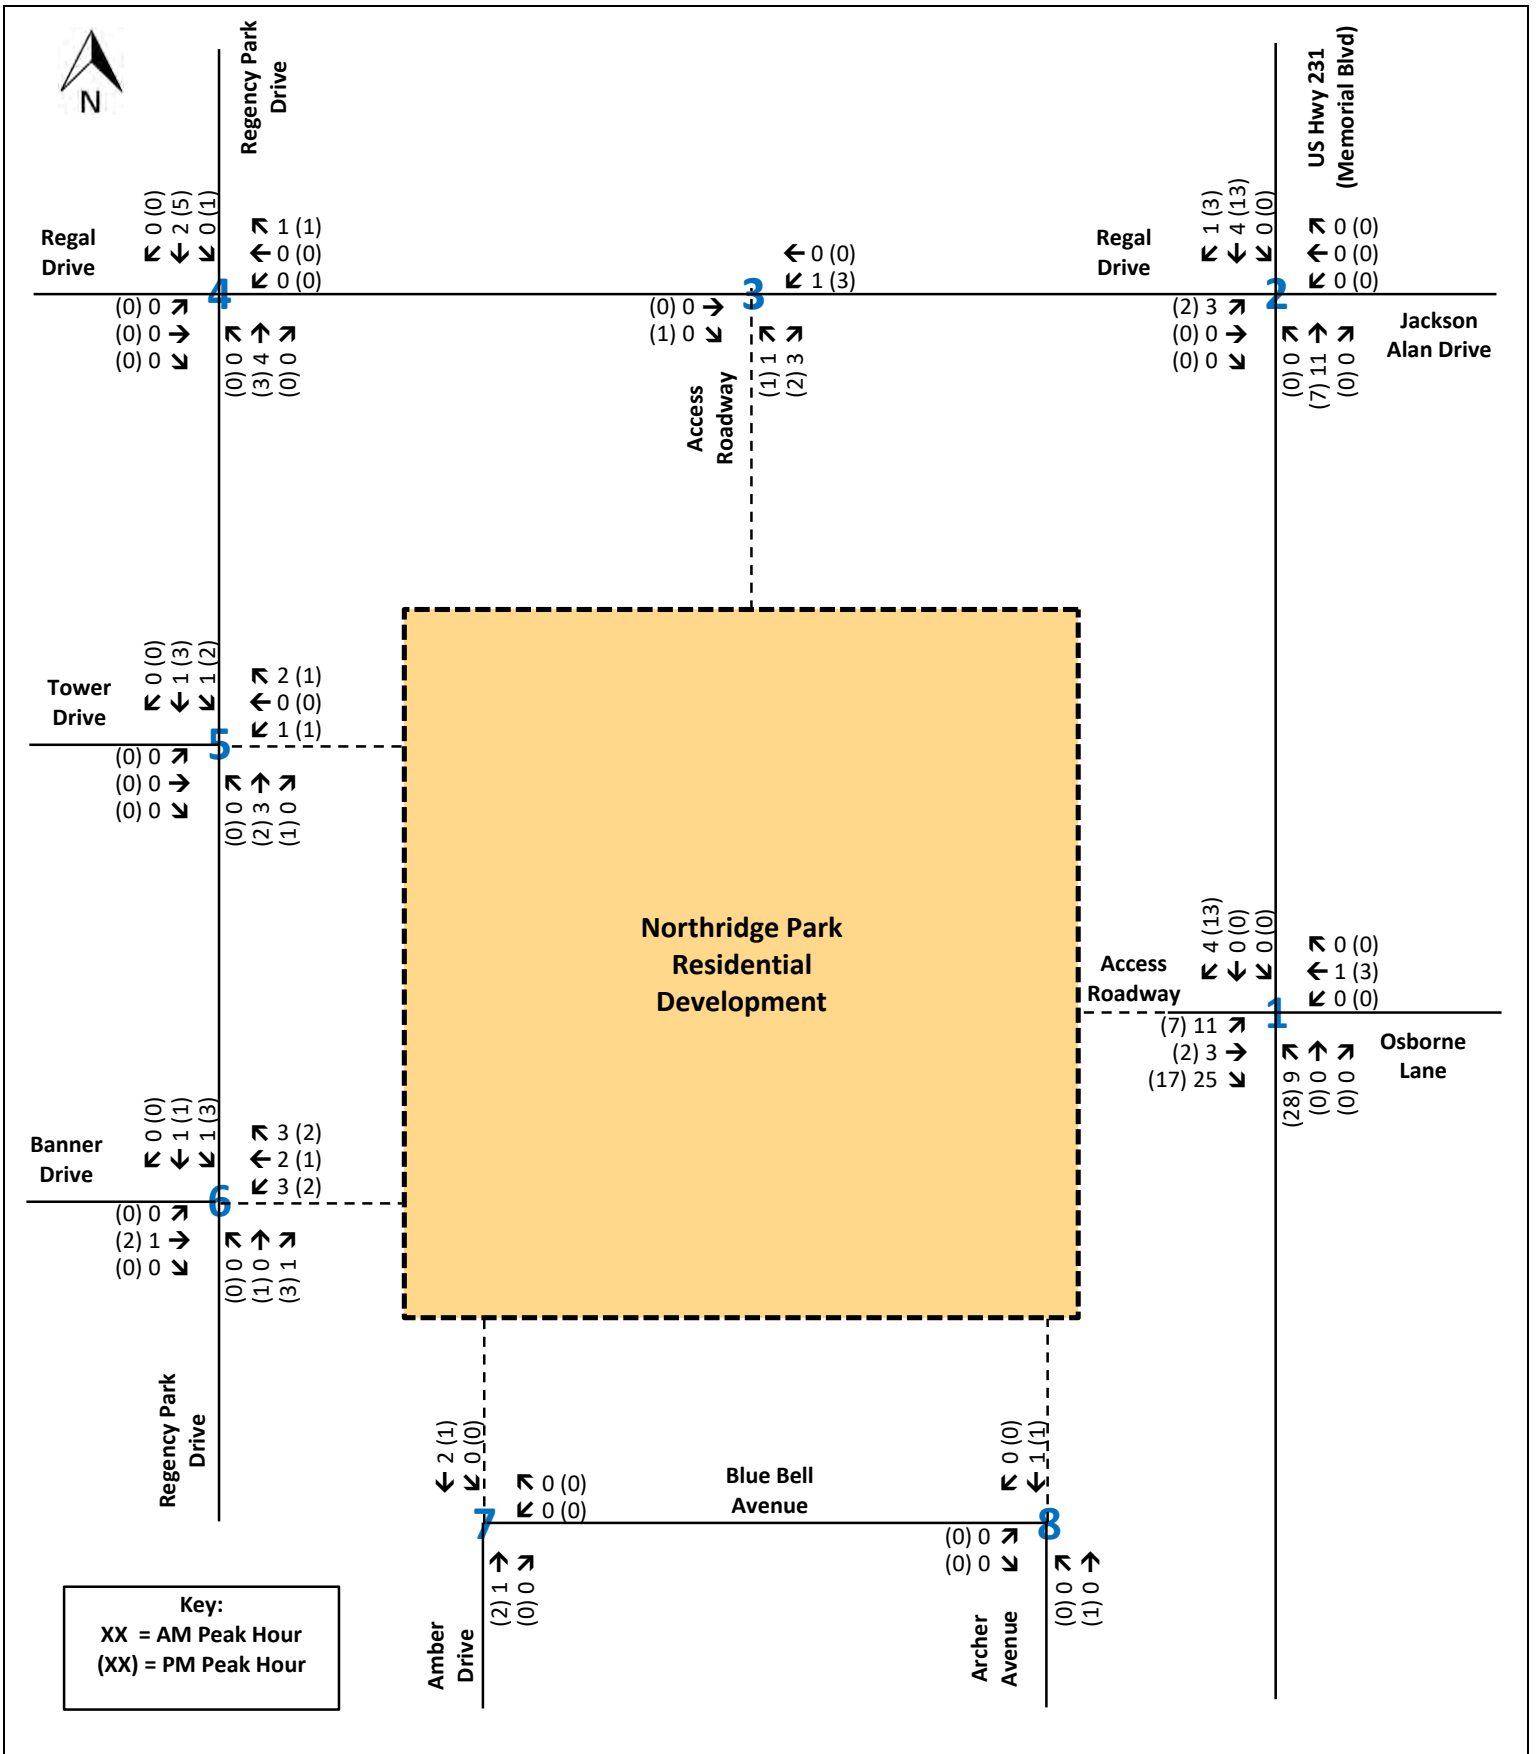 N
Regency Park
Drive
US Hwy 231
(Memorial Blvd)
Regal
Drive
0 (0)
2 (5)
0 (1)
1 (1)
0 (0)
0 (0)
4
(0) 0
(0) 0
(0) 0
(0) 0
(3) 4
(0) 0
0 (0)
1 (3)
3
(0) 0
(1) 0
(1) 1
(2) 3
Access
Roadway
Regal
Drive
1 (3)
4 (13)
0 (0)
0 (0)
0 (0)
0 (0)
2
(2) 3
(0) 0
(0) 0
(0) 0
(7) 11
(0) 0
Jackson
Alan Drive
Tower
Drive
0 (0)
1 (3)
1 (2)
2 (1)
0 (0)
1 (1)
5
(0) 0
(0) 0
(0) 0
(0) 0
(2) 3
(1) 0
Northridge Park
Residential
Development
Access
Roadway
4 (13)
0 (0)
0 (0)
0 (0)
1 (3)
0 (0)
1
(7) 11
(2) 3
(17) 25
(28) 9
(0) 0
(0) 0
Osborne
Lane
Banner
Drive
0 (0)
1 (1)
1 (3)
3 (2)
2 (1)
3 (2)
6
(0) 0
(2) 1
(0) 0
(0) 0
(1) 0
(3) 1
Regency Park
Drive
2 (1)
0 (0)
0 (0)
0 (0)
7
(2) 1
(0) 0
Amber
Drive
Blue Bell
Avenue
0 (0)
1 (1)
8
(0) 0
(0) 0
(0) 0
(1) 0
Archer
Avenue
Key:
XX = AM Peak Hour
(XX) = PM Peak Hour